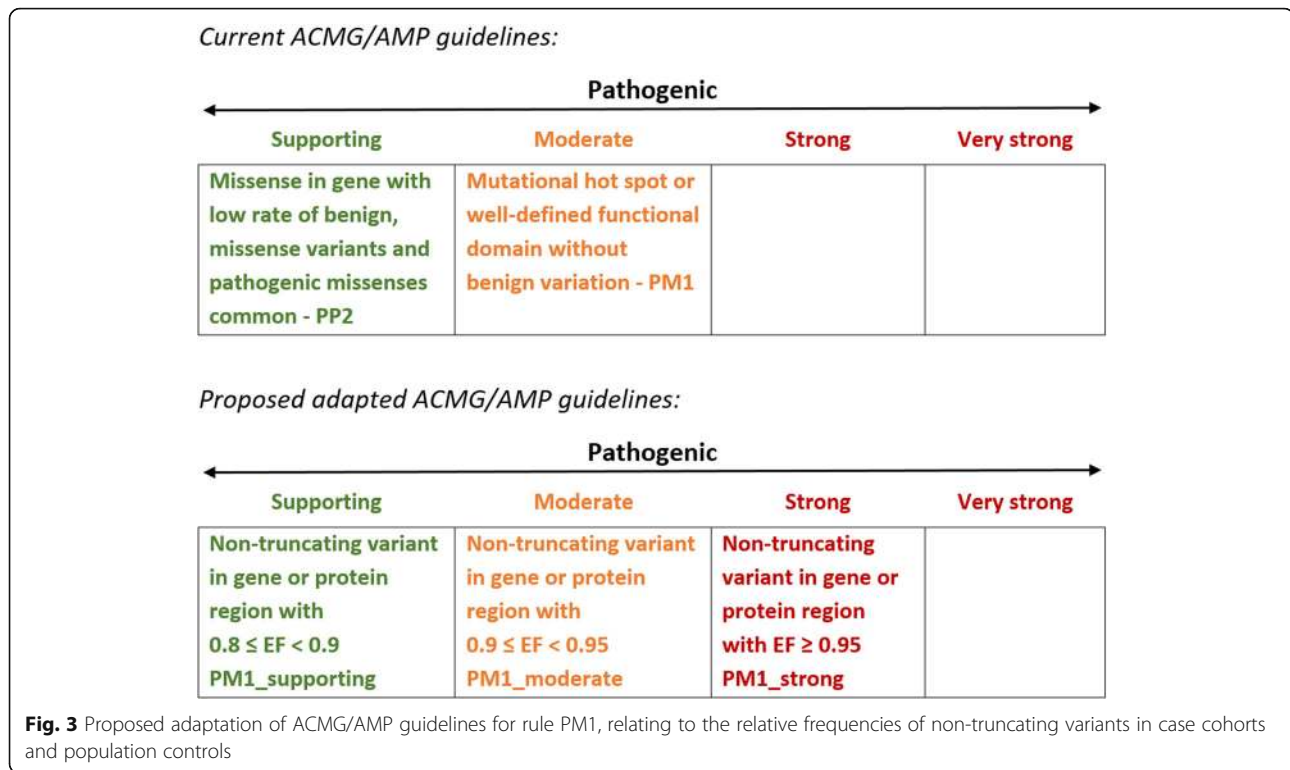 Current ACMG/AMP guidelines:
Pathogenic
Supporting
Moderate
Strong
Very strong
Missense in gene with
low rate of benign,
missense variants and
pathogenic missenses
common - PP2
Mutational hot spot or
well-defined functional
domain without
benign variation - PM1
Proposed adapted ACMG/AMP guidelines:
Pathogenic
Supporting
Moderate
Strong
Very strong
Non-truncating variant
in gene or protein
region with
0.8 ≤ EF < 0.9
PM1_supporting
Non-truncating variant
in gene or protein
region with
0.9 ≤ EF < 0.95
PM1_moderate
Non-truncating
variant in gene or
protein region
with EF ≥ 0.95
PM1_strong
Fig. 3 Proposed adaptation of ACMG/AMP guidelines for rule PM1, relating to the relative frequencies of non-truncating variants in case cohorts
and population controls